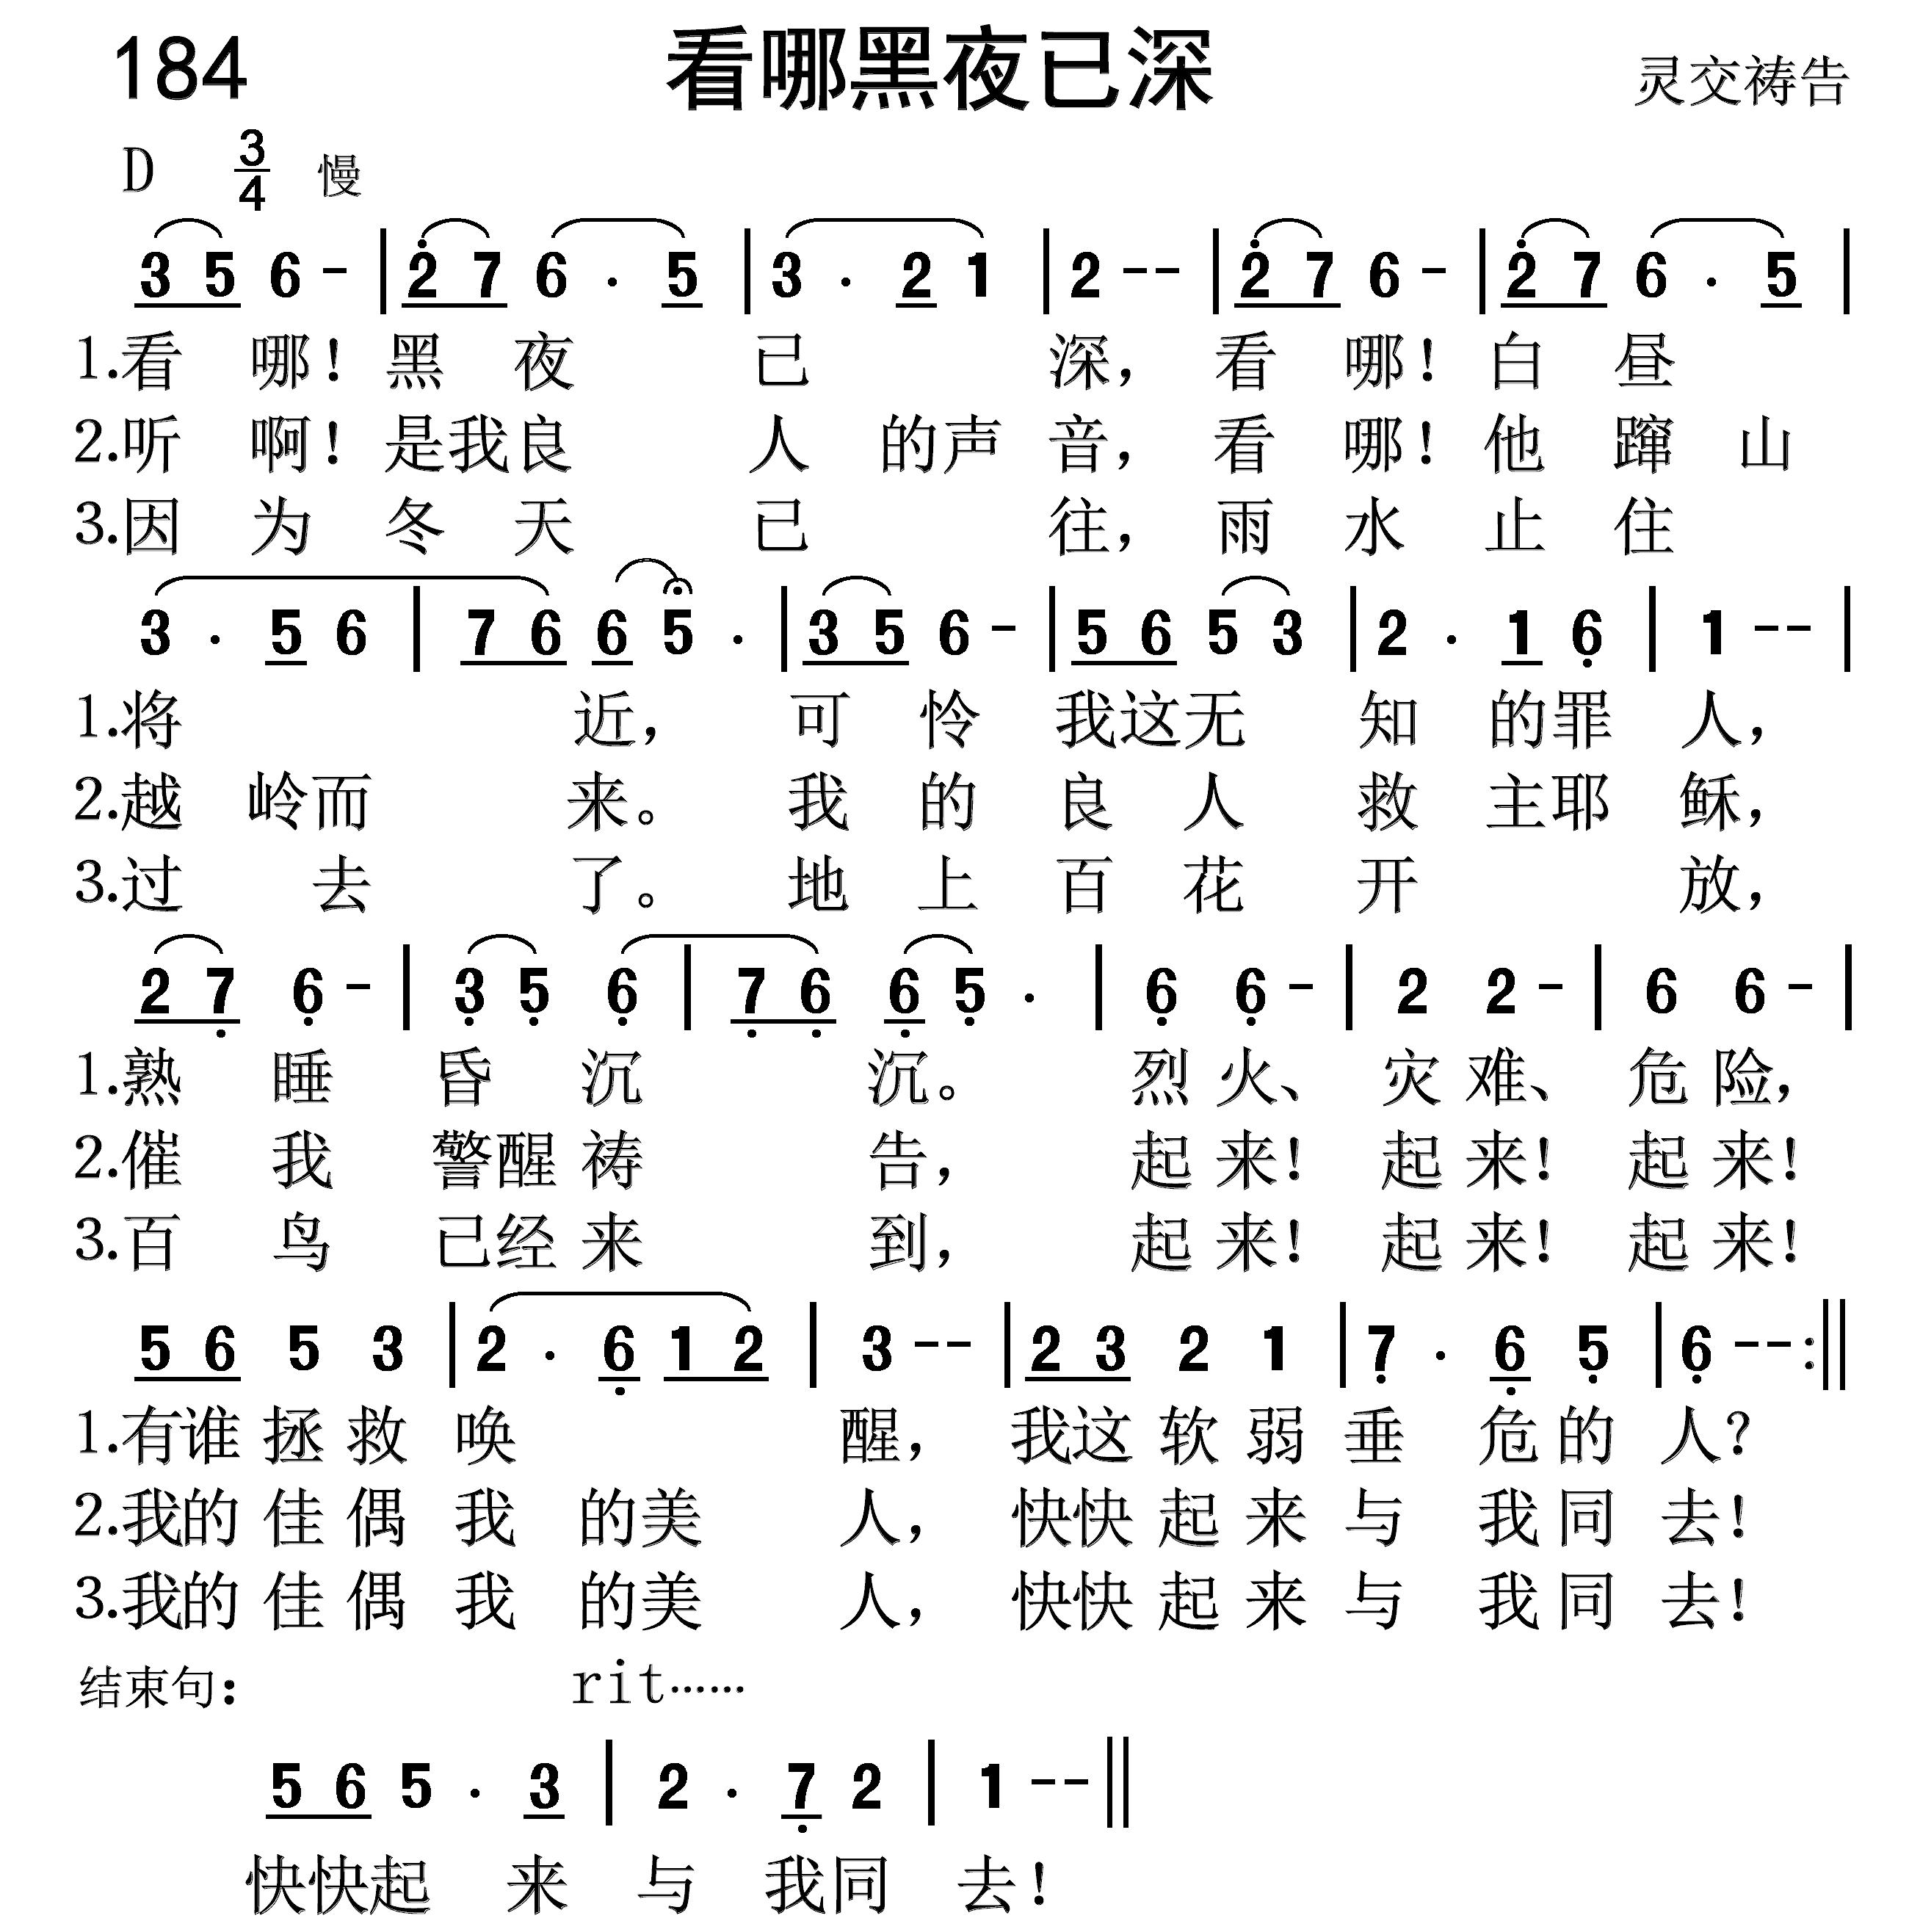 184 看哪黑夜已深 灵交祷告
D 3/4 慢
3 5 6 - | 2 7 6 . 5 | 3 . 2 1 | 2 - - | 2 7 6 - | 2 7 6 . 5 |
1.看 哪！黑 夜 已 深，看 哪！白 昼
2.听 啊！是我良 人 的声 音，看 哪！他 蹿 山
3.因 为 冬 天 已 往，雨 水 止 住
3 . 5 6 | 7 6 6 5 . | 3 5 6 - | 5 6 5 3 | 2 . 1 6 | 1 - - |
1.将 近，可 怜 我这无 知 的罪 人，
2.越 岭而 来。我 的 良 人 救 主耶 稣，
3.过 去 了。地 上 百 花 开 放，
2 7 6 - | 3 5 6 | 7 6 6 5 . | 6 6 - | 2 2 - | 6 6 - |
1.熟 睡 昏 沉 沉。烈 火、灾 难、危 险，
2.催 我 警醒 祷 告，起 来！起 来！起 来！
3.百 鸟 已经 来 到，起 来！起 来！起 来！
5 6 5 3 | 2 . 6 1 2 | 3 - - | 2 3 2 1 | 7 . 6 5 | 6 - - :||
1.有谁 拯 救 唤 醒，我这 软 弱 垂 危 的 人？
2.我的 佳 偶 我 的美 人，快快 起 来 与 我 同 去！
3.我的 佳 偶 我 的美 人，快快 起 来 与 我 同 去！
结束句： rit……
5 6 5 . 3 | 2 . 7 2 | 1 - - ||
快快起 来 与 我同 去！